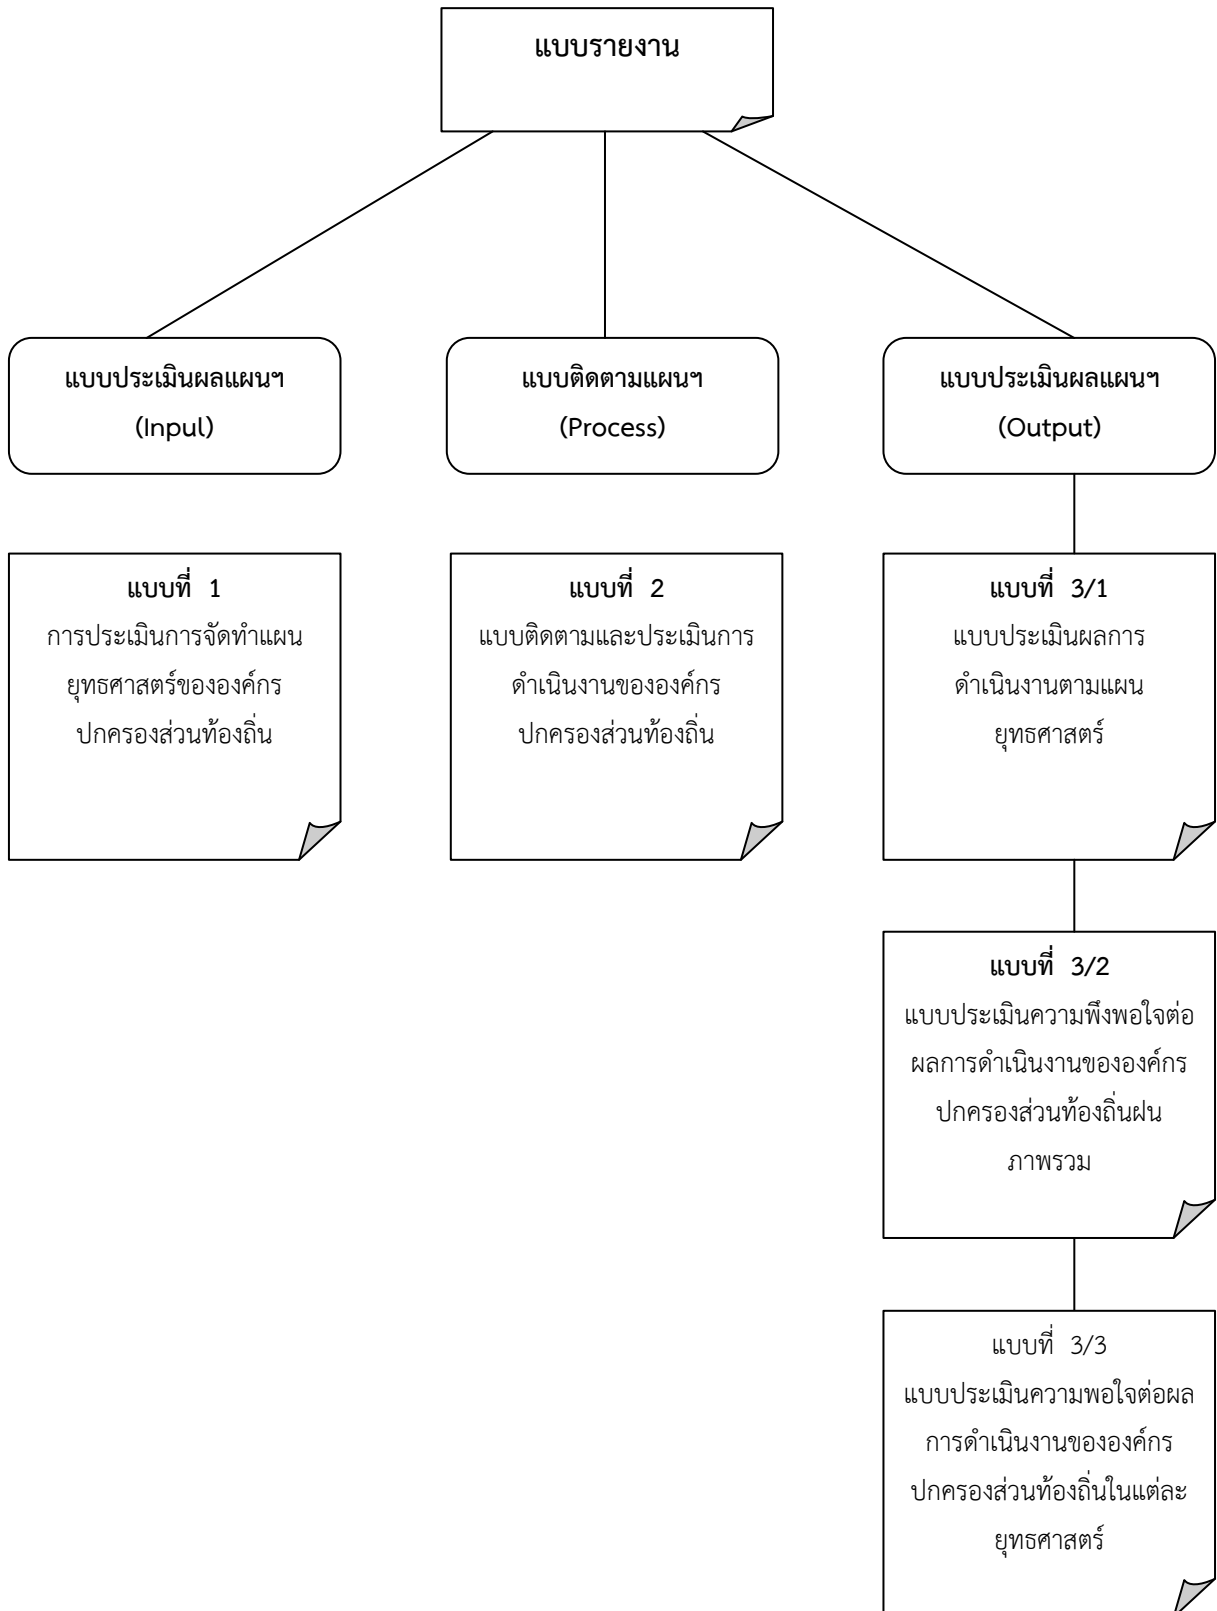 แบบรายงาน
แบบประเมินผลแผนฯ
(Inpul)
แบบติดตามแผนฯ
(Process)
แบบประเมินผลแผนฯ
(Output)
แบบที่ 1
การประเมินการจัดทำแผน
ยุทธศาสตร์ขององค์กร
ปกครองส่วนท้องถิ่น
แบบที่ 2
แบบติดตามและประเมินการ
ดำเนินงานขององค์กร
ปกครองส่วนท้องถิ่น
แบบที่ 3/1
แบบประเมินผลการ
ดำเนินงานตามแผน
ยุทธศาสตร์
แบบที่ 3/2
แบบประเมินความพึงพอใจต่อ
ผลการดำเนินงานขององค์กร
ปกครองส่วนท้องถิ่นฝน
ภาพรวม
แบบที่ 3/3
แบบประเมินความพอใจต่อผล
การดำเนินงานขององค์กร
ปกครองส่วนท้องถิ่นในแต่ละ
ยุทธศาสตร์